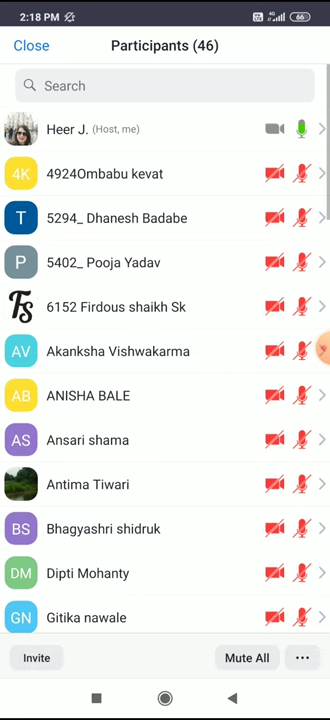 2:18 PM
4G
66
Close
Participants (46)
Search
Heer J. (Host, me)
4K
4924Ombabu kevat
T
5294_ Dhanesh Badabe
P
5402_ Pooja Yadav
FS
6152 Firdous shaikh Sk
AV
Akanksha Vishwakarma
AB
ANISHA BALE
AS
Ansari shama
Antima Tiwari
BS
Bhagyashri shidruk
DM
Dipti Mohanty
GN
Gitika nawale
Invite
Mute All